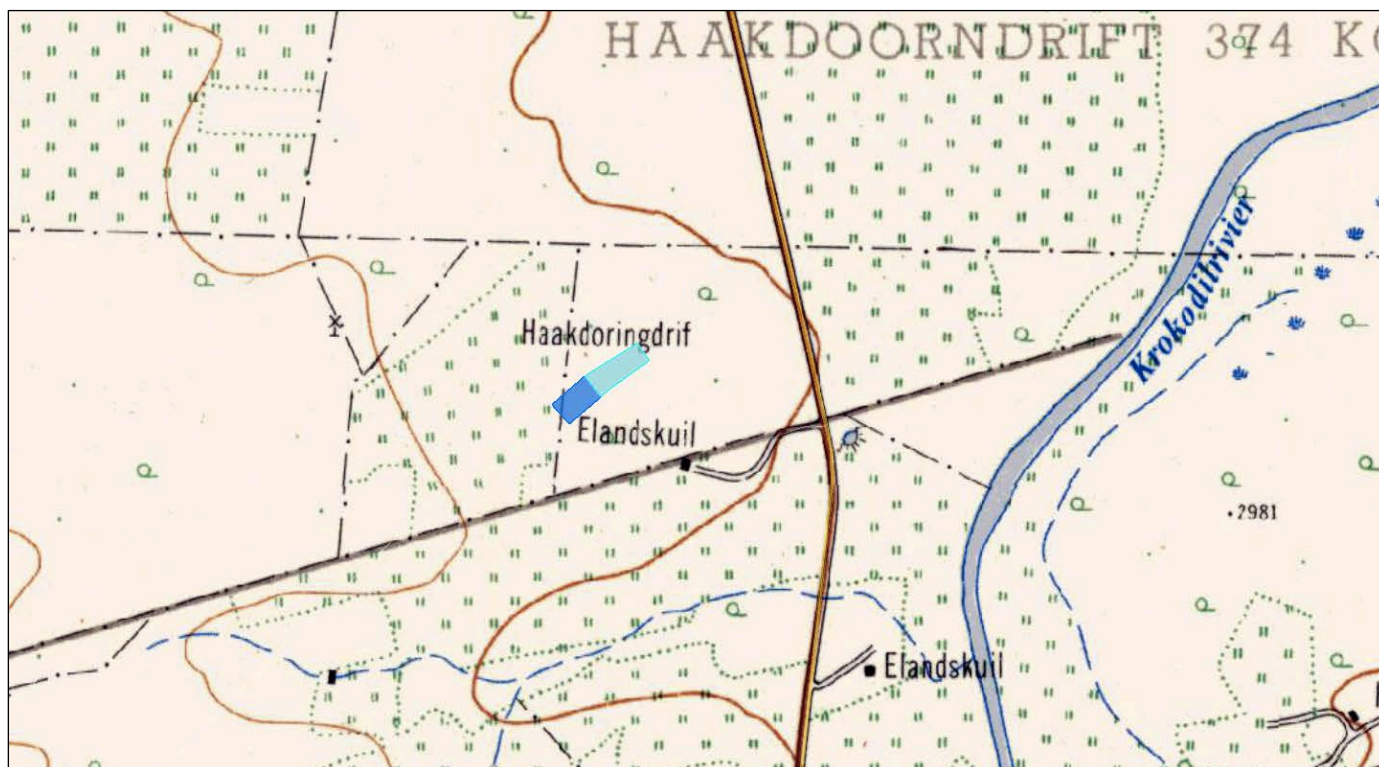 HAAKDOORNDRIFT 374 K
Krokodilrivier
Haakdoringdrif
Elandskuil
2981
Elandskuil